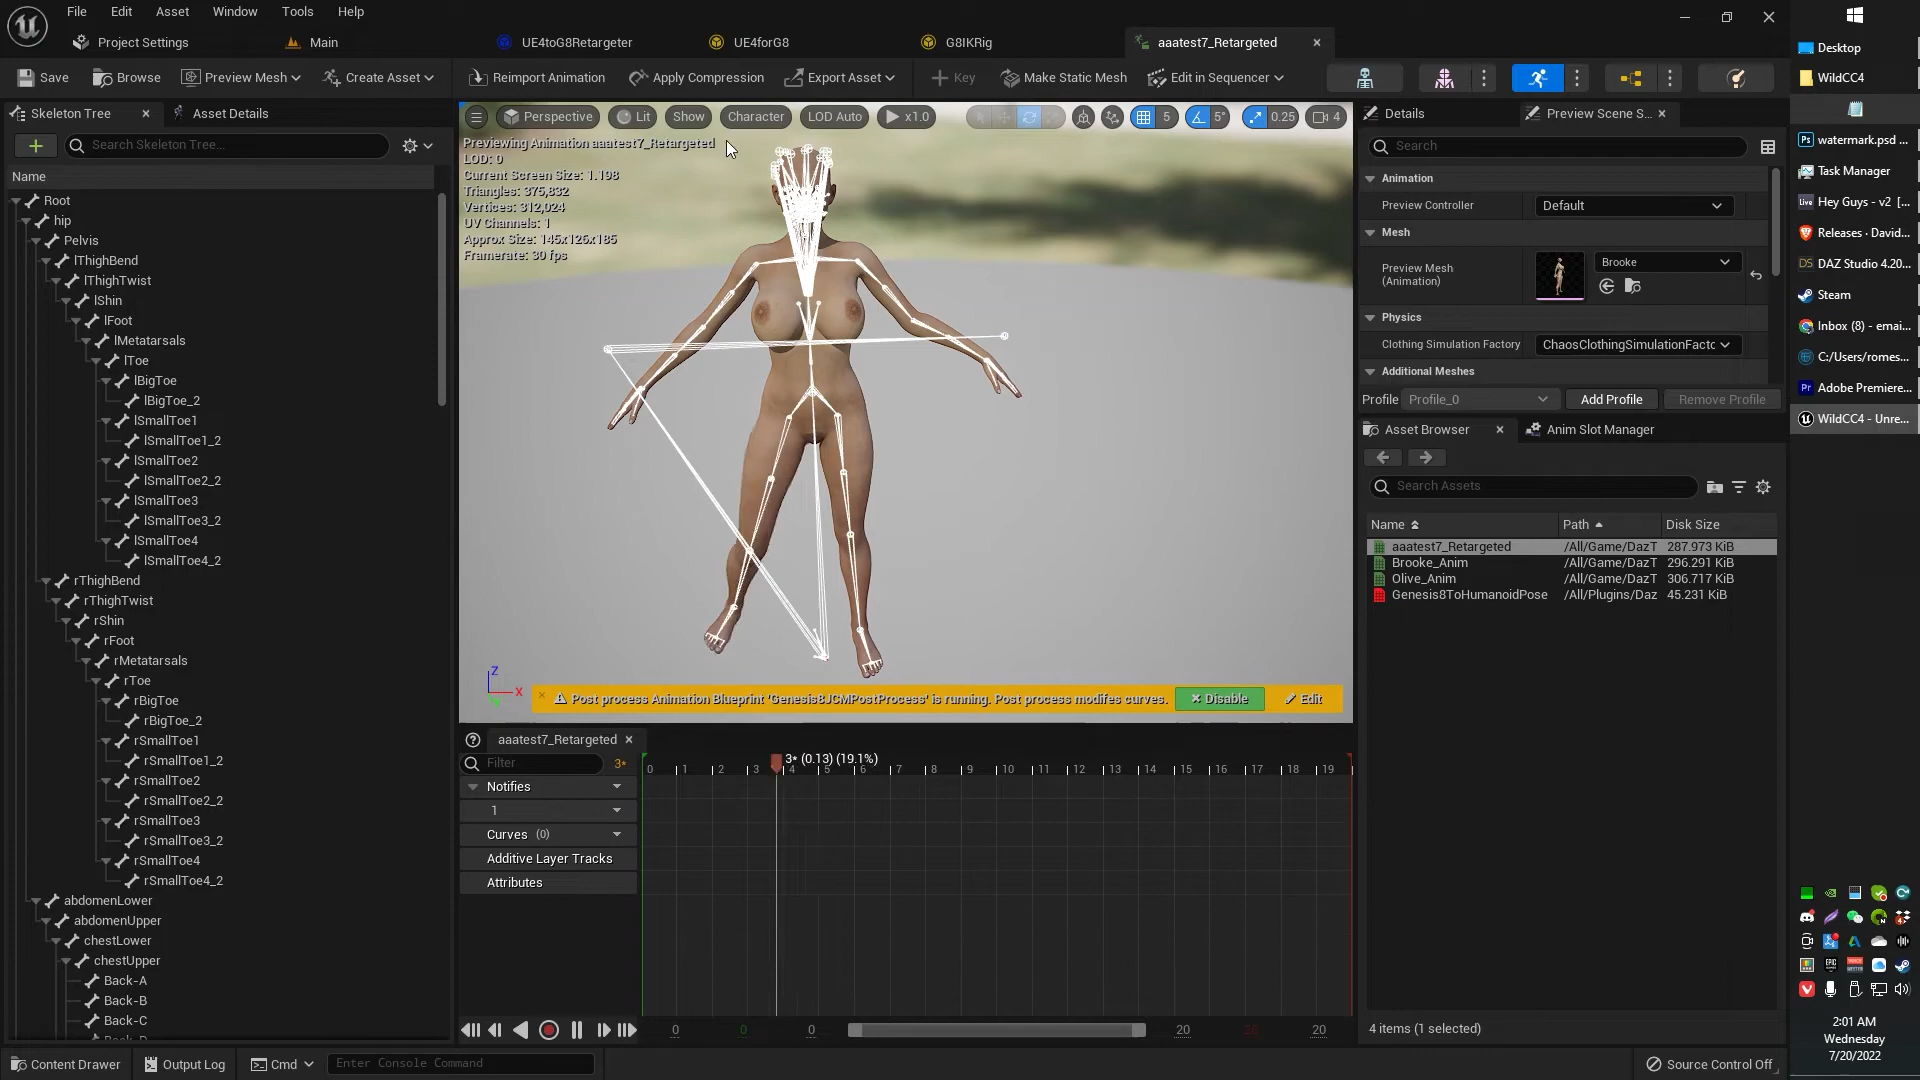 File Edit Asset Window Tools Help
Project Settings Main UE4toG8Retargeter UE4forG8 G8IKRig aaatest7_Retargeted
Save Browse Preview Mesh Create Asset Reimport Animation Apply Compression Export Asset Key Make Static Mesh Edit in Sequencer
Skeleton Tree Asset Details
Search Skeleton Tree...
Name
Root
hip
Pelvis
lThighBend
lThighTwist
lShin
lFoot
lMetatarsals
lToe
lBigToe
lBigToe_2
lSmallToe1
lSmallToe1_2
lSmallToe2
lSmallToe2_2
lSmallToe3
lSmallToe3_2
lSmallToe4
lSmallToe4_2
rThighBend
rThighTwist
rShin
rFoot
rMetatarsals
rToe
rBigToe
rBigToe_2
rSmallToe1
rSmallToe1_2
rSmallToe2
rSmallToe2_2
rSmallToe3
rSmallToe3_2
rSmallToe4
rSmallToe4_2
abdomenLower
abdomenUpper
chestLower
chestUpper
Back-A
Back-B
Back-C
Perspective Lit Show Character LOD Auto x1.0 5 5° 0.25 4
Previewing Animation aaatest7_Retargeted
LOD: 0
Current Screen Size: 1.198
Triangles: 375,832
Vertices: 312,024
UV Channels: 1
Approx Size: 145x126x185
Framerate: 30 fps
Z
X
Post process Animation Blueprint 'Genesis8JCMPostProcess' is running. Post process modifes curves. Disable Edit
aaatest7_Retargeted
Filter 3*
3* (0.13) (19.1%)
0 1 2 3 4 5 6 7 8 9 10 11 12 13 14 15 16 17 18 19
Notifies
1
Curves (0)
Additive Layer Tracks
Attributes
0 0 0 20 20 20
Details Preview Scene S...
Search
Animation
Preview Controller Default
Mesh
Preview Mesh
(Animation)
Brooke
Physics
Clothing Simulation Factory ChaosClothingSimulationFactc
Additional Meshes
Profile Profile_0 Add Profile Remove Profile
Asset Browser Anim Slot Manager
Search Assets
Name Path Disk Size
aaatest7_Retargeted /All/Game/DazT 287.973 KiB
Brooke_Anim /All/Game/DazT 296.291 KiB
Olive_Anim /All/Game/DazT 306.717 KiB
Genesis8ToHumanoidPose /All/Plugins/Daz 45.231 KiB
4 items (1 selected)
Content Drawer Output Log Cmd Enter Console Command Source Control Off
Desktop
WildCC4
watermark.psd ...
Task Manager
Live Hey Guys - v2 [...
Releases · David...
DS DAZ Studio 4.20...
Steam
Inbox (8) - emai...
C:/Users/romes...
Pr Adobe Premiere...
WildCC4 - Unre...
2:01 AM
Wednesday
7/20/2022